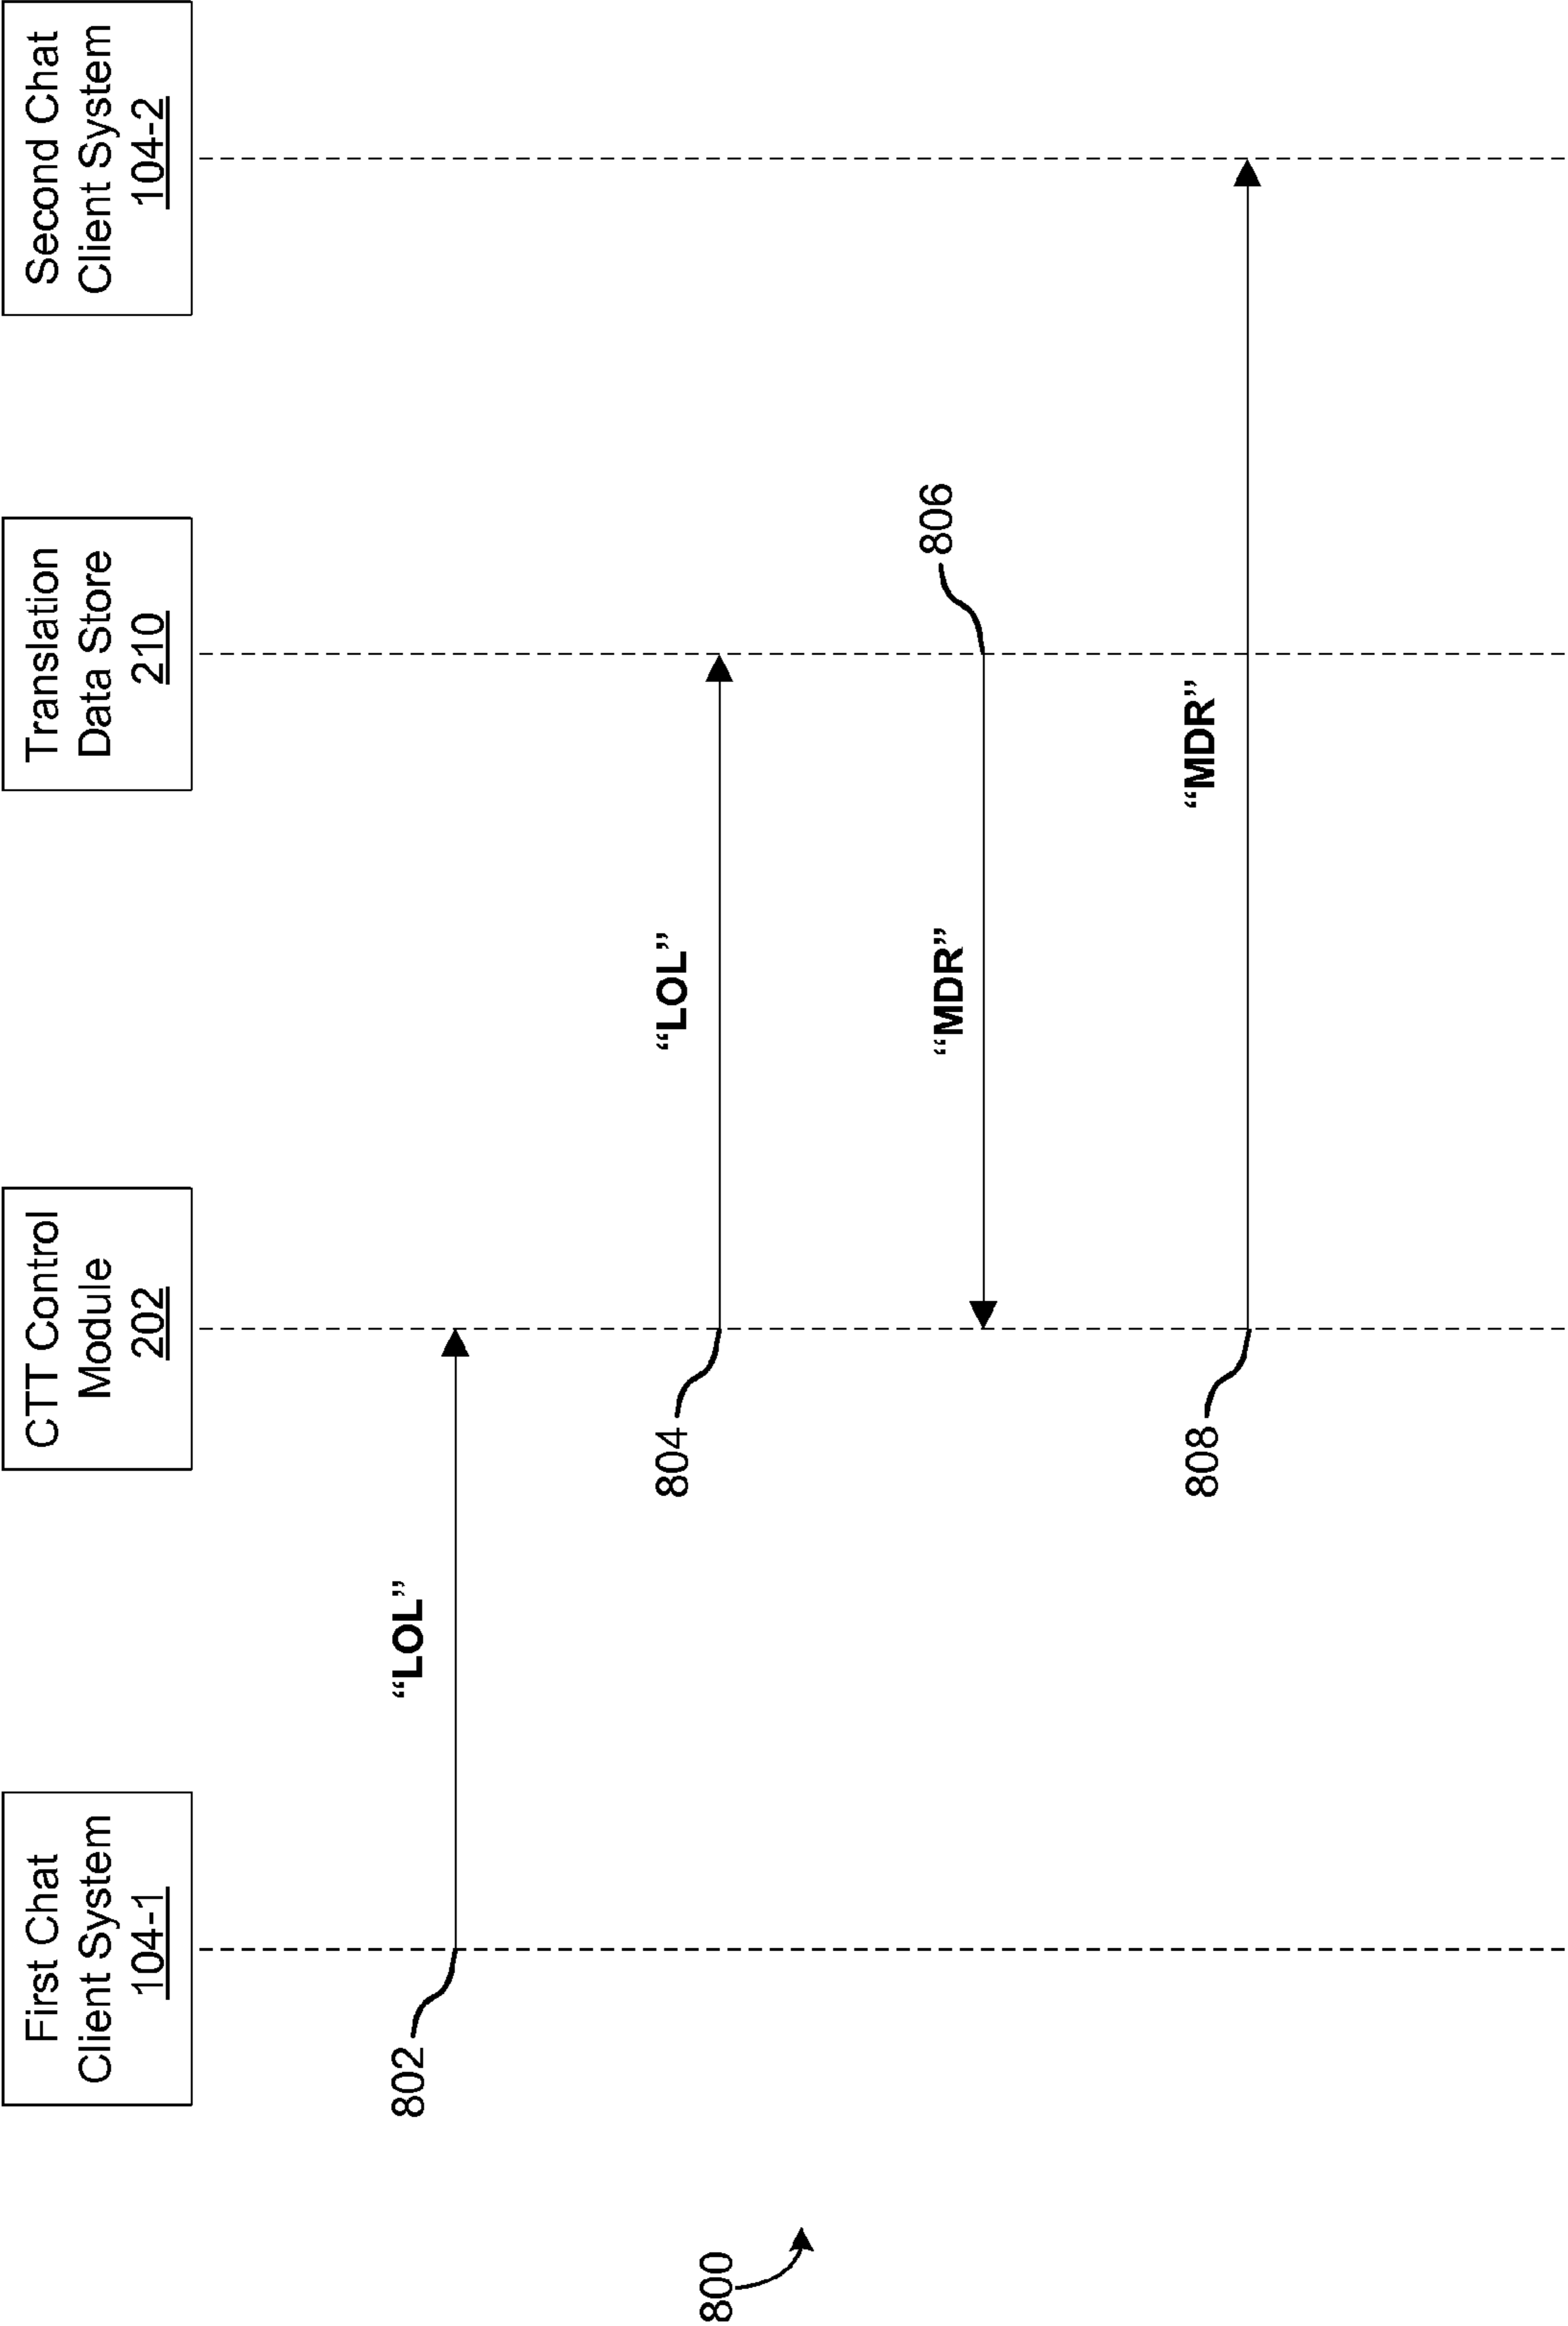 First Chat
Client System
104-1
CTT Control
Module
202
Translation
Data Store
210
Second Chat
Client System
104-2
802
“LOL”
804
“LOL”
806
“MDR”
808
“MDR”
800